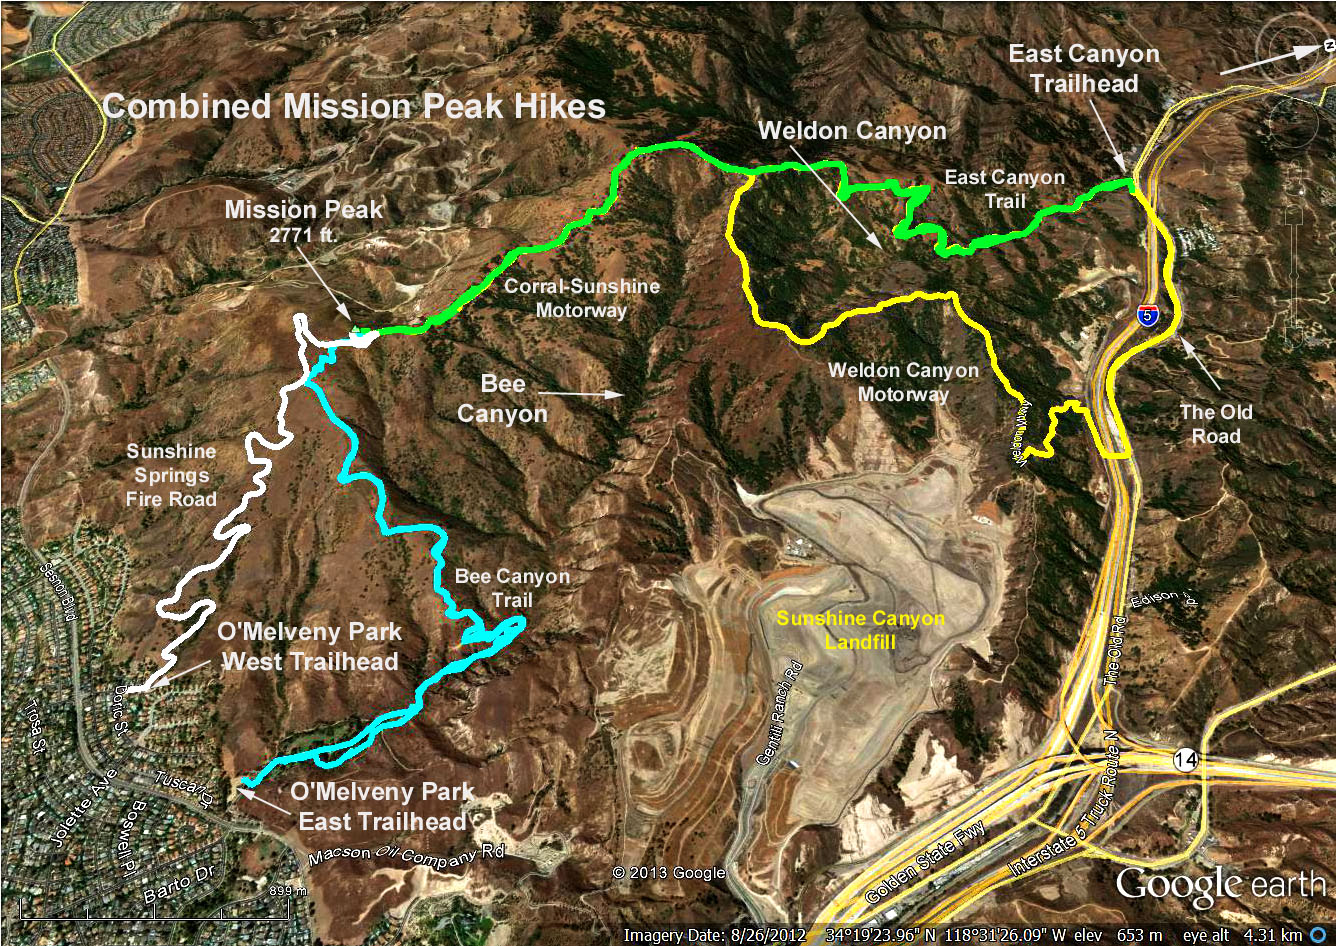 East Canyon
Trailhead
Combined Mission Peak Hikes
Weldon Canyon
East Canyon
Trail
Mission Peak
2771 ft.
Corral-Sunshine
Motorway
5
Weldon Canyon
Motorway
Bee
Canyon
The Old
Road
Weldon Mtwy
Sunshine
Springs
Fire Road
Bee Canyon
Trail
Sesnon Blvd
Edison Rd
Sunshine Canyon
Landfill
O'Melveny Park
West Trailhead
The Old Rd
Doric St
Trosa St
Gentili Ranch Rd
14
Tuscan Dr
O'Melveny Park
East Trailhead
Jolette Ave
Boswell Pl
Barto Dr
Macson Oil Company Rd
Golden State Fwy
Interstate 5 Truck Route N
899 m
© 2013 Google
Google earth
Imagery Date: 8/26/2012 34°19'23.96" N 118°31'26.09" W elev 653 m eye alt 4.31 km